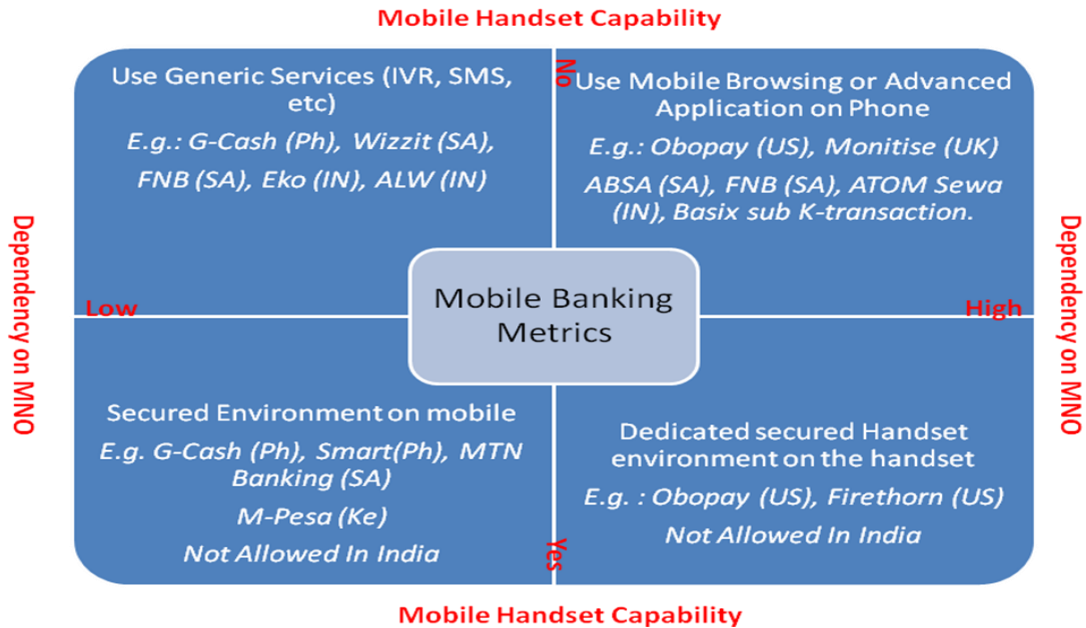 Mobile Handset Capability
Use Generic Services (IVR, SMS,
etc)
E.g.: G-Cash (Ph), Wizzit (SA),
FNB (SA), Eko (IN), ALW (IN)
No
Use Mobile Browsing or Advanced
Application on Phone
E.g.: Obopay (US), Monitise (UK)
ABSA (SA), FNB (SA), ATOM Sewa
(IN), Basix sub K-transaction.
Dependency on MNO
Low
Mobile Banking
Metrics
High
Dependency on MNO
Secured Environment on mobile
E.g. G-Cash (Ph), Smart(Ph), MTN
Banking (SA)
M-Pesa (Ke)
Not Allowed In India
Yes
Dedicated secured Handset
environment on the handset
E.g. : Obopay (US), Firethorn (US)
Not Allowed In India
Mobile Handset Capability